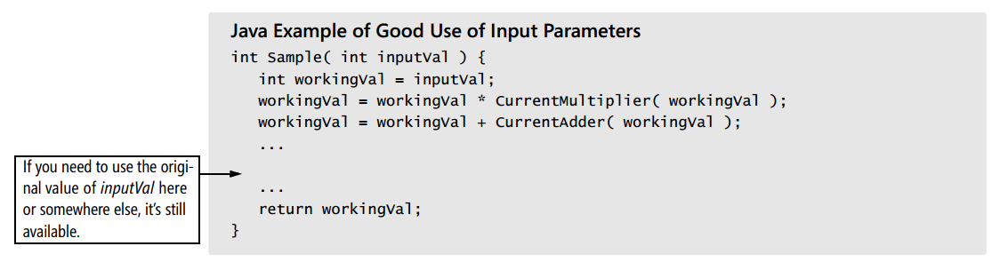 Java Example of Good Use of Input Parameters
int Sample( int inputVal ) {
   int workingVal = inputVal;
   workingVal = workingVal * CurrentMultiplier( workingVal );
   workingVal = workingVal + CurrentAdder( workingVal );
   ...
If you need to use the origi-
nal value of inputVal here
or somewhere else, it's still
available.
   ...
   return workingVal;
}